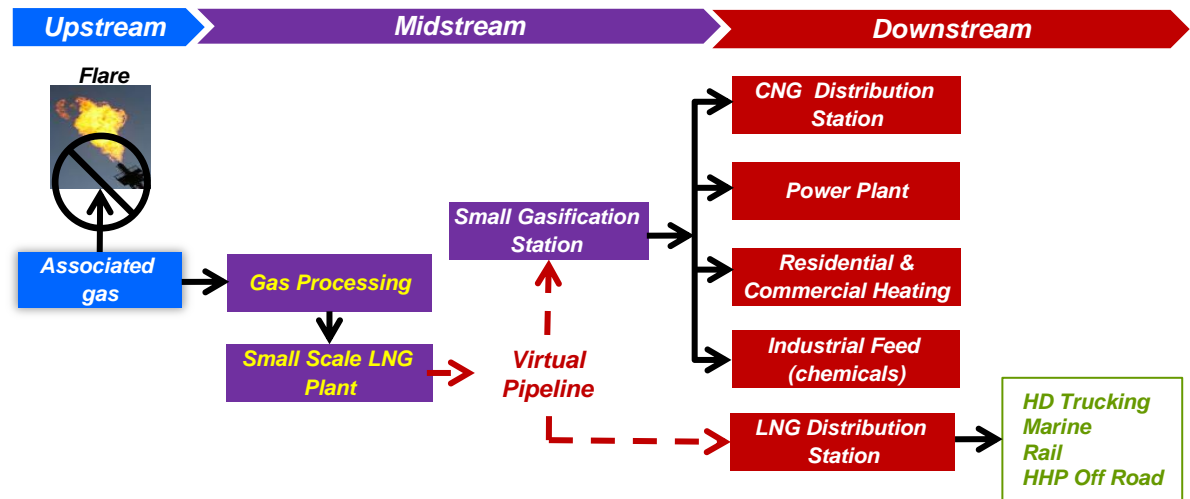 Upstream
Midstream
Downstream
Flare
CNG Distribution
Station
Power Plant
Small Gasification
Station
Associated
gas
Gas Processing
Residential &
Commercial Heating
Small Scale LNG
Plant
Virtual
Pipeline
Industrial Feed
(chemicals)
LNG Distribution
Station
HD Trucking
Marine
Rail
HHP Off Road